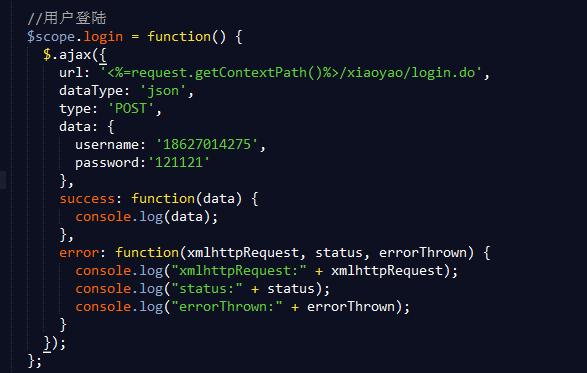 //用户登陆
$scope.login = function() {
$.ajax({
url: '<%=request.getContextPath()%>/xiaoyao/login.do',
dataType: 'json',
type: 'POST',
data: {
username: '18627014275',
password:'121121'
},
success: function(data) {
console.log(data);
},
error: function(xmlhttpRequest, status, errorThrown) {
console.log("xmlhttpRequest:" + xmlhttpRequest);
console.log("status:" + status);
console.log("errorThrown:" + errorThrown);
}
});
};